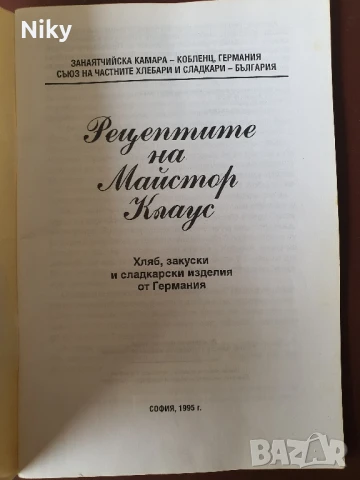 Niky
ЗАНАЯТЧИЙСКА КАМАРА – КОБЛЕНЦ, ГЕРМАНИЯ
СЪЮЗ НА ЧАСТНИТЕ ХЛЕБАРИ И СЛАДКАРИ – БЪЛГАРИЯ
Рецептите
на
Майстор
Клаус
Хляб, закуски
и сладкарски изделия
от Германия
СОФИЯ, 1995 г.
BAZAR